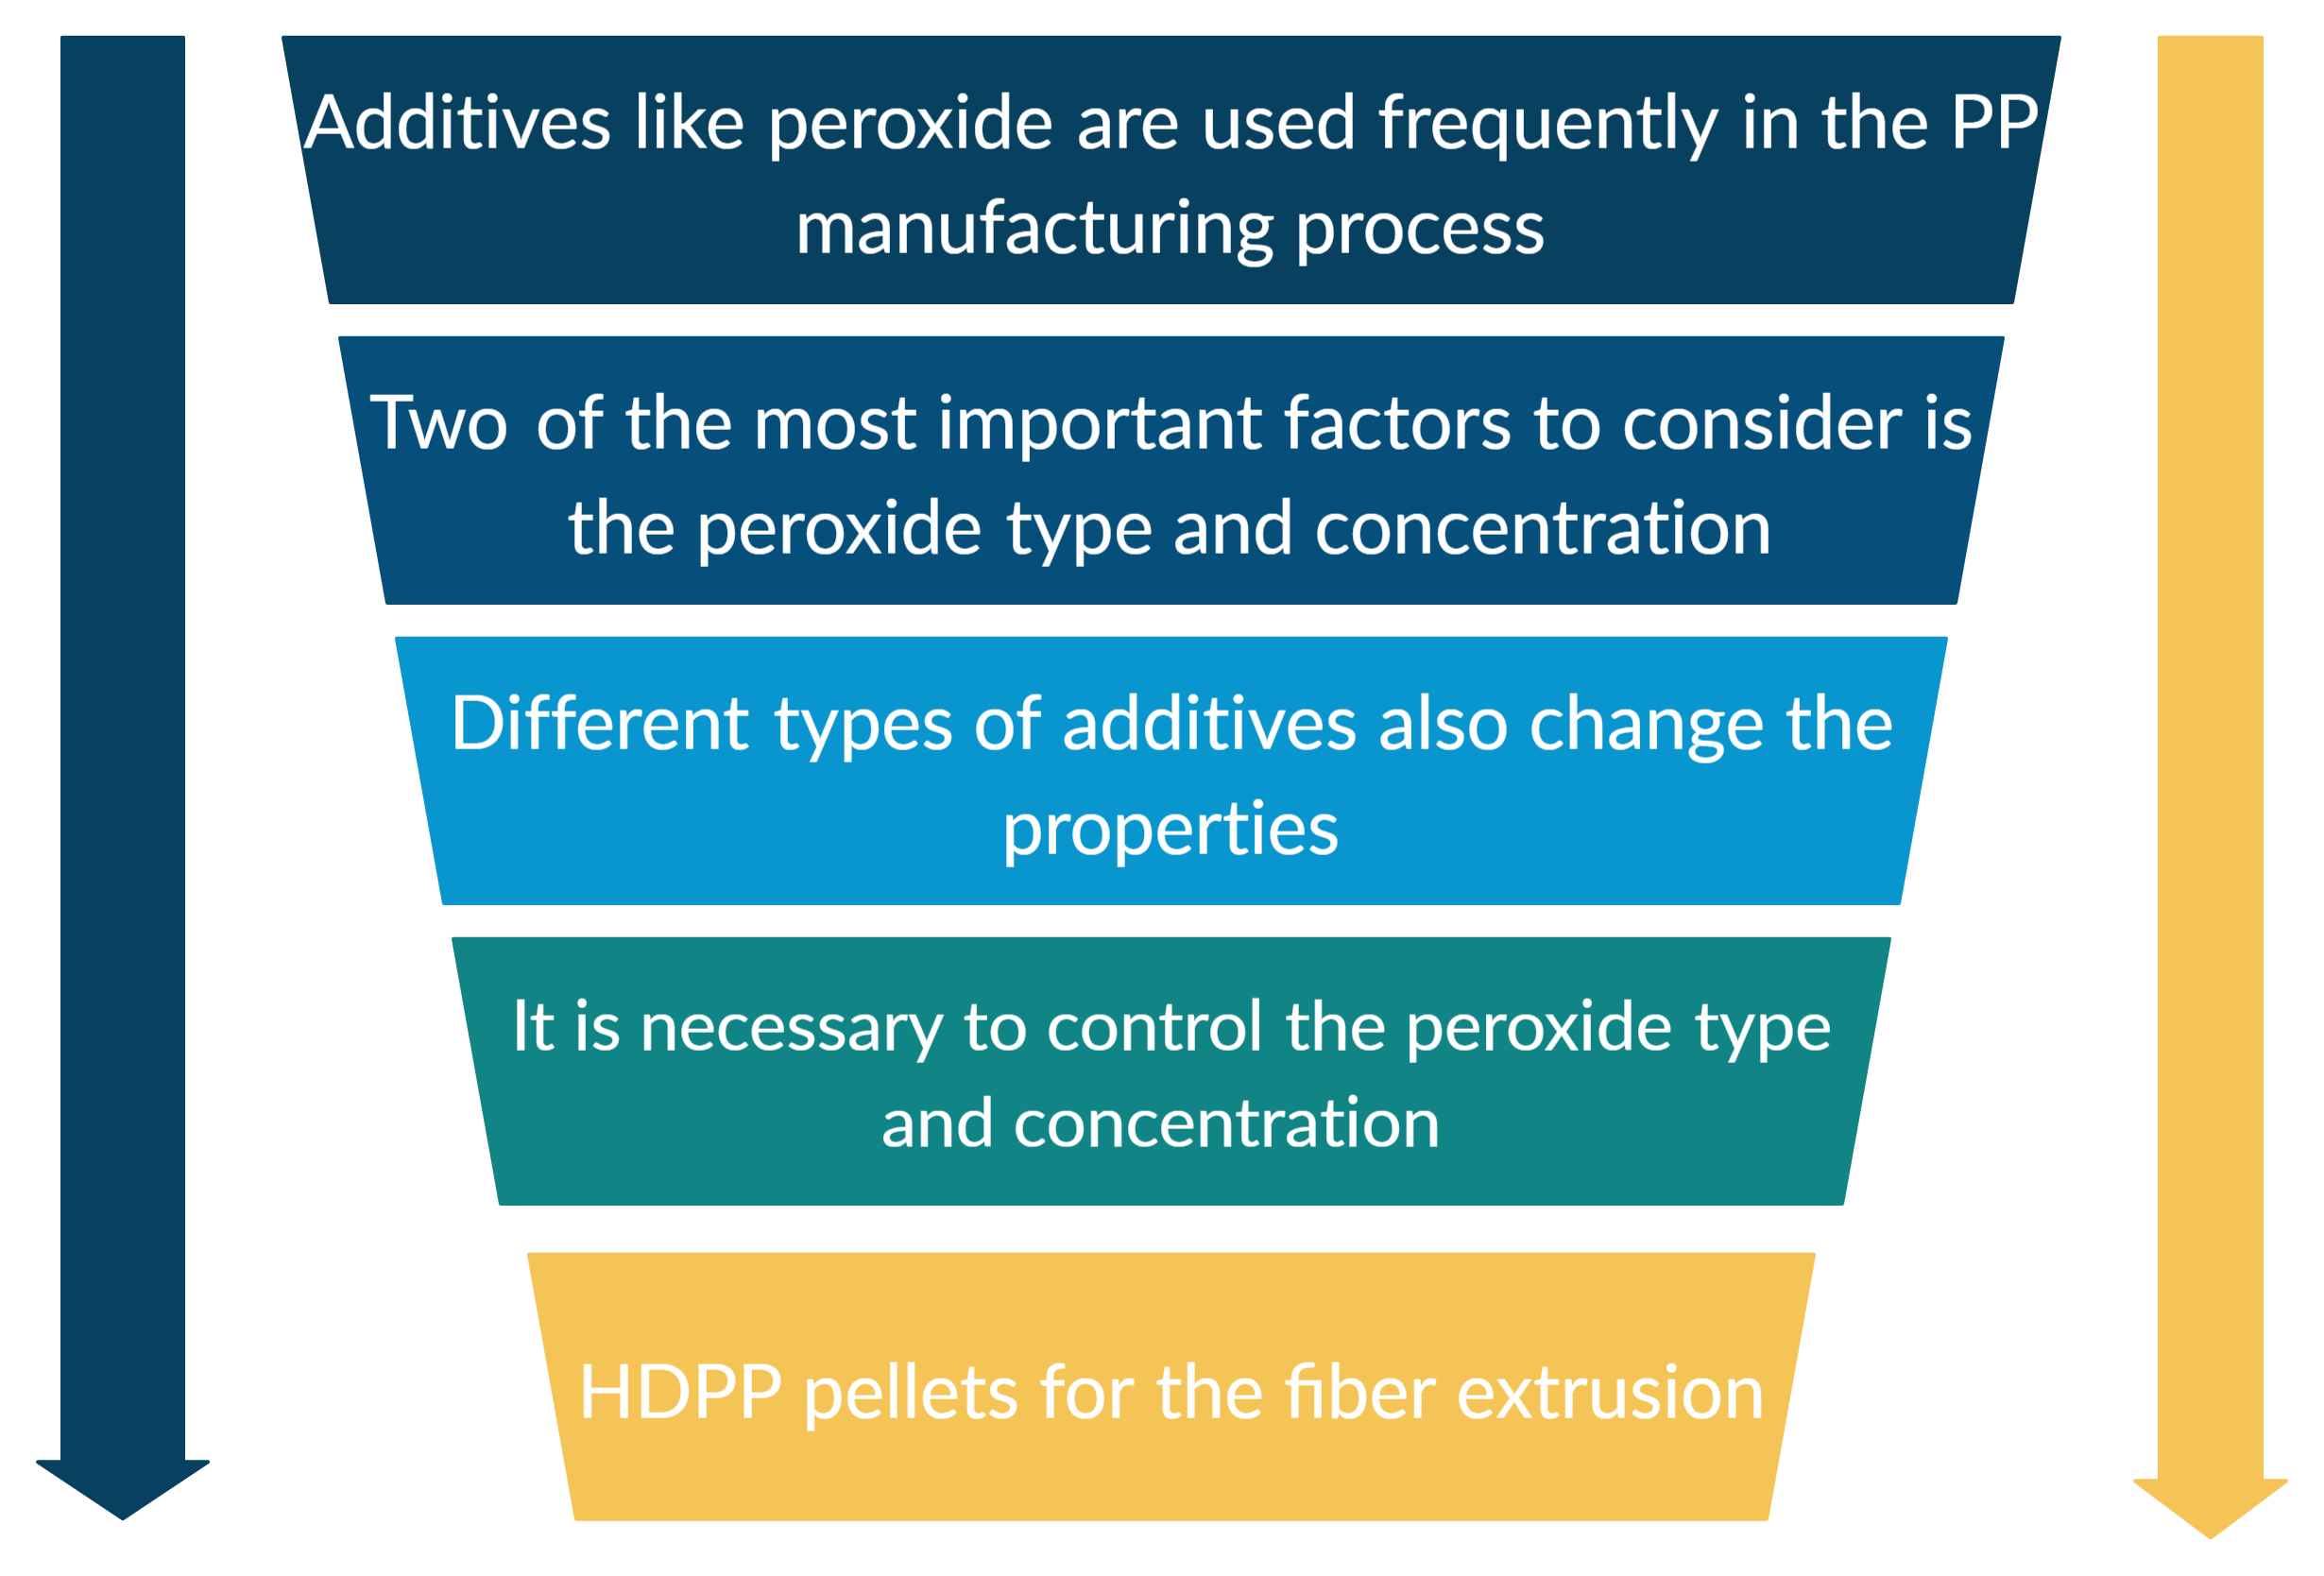 Additives like peroxide are used frequently in the PP
manufacturing process
Two of the most important factors to consider is
the peroxide type and concentration
Different types of additives also change the
properties
It is necessary to control the peroxide type
and concentration
HDPP pellets for the fiber extrusion